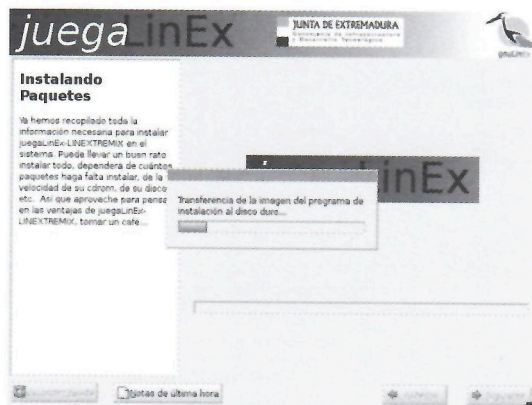 juegaLinEx
JUNTA DE EXTREMADURA
Instalando
Paquetes
Ya hemos recopilado toda la
información necesaria para instalar
juegaLinEx-LINEXTREMIX en el
sistema. Puede llevar un buen rato
instalar todo, dependerá de cuántos
paquetes haga falta instalar, de la
velocidad de su cdrom, de su disco
etc. Así que aproveche para pensa
en las ventajas de juegaLinEx-
LINEXTREMIX, tomar un café...
inEx
Transferencia de la imagen del programa de
instalación al disco duro...
Notas de última hora